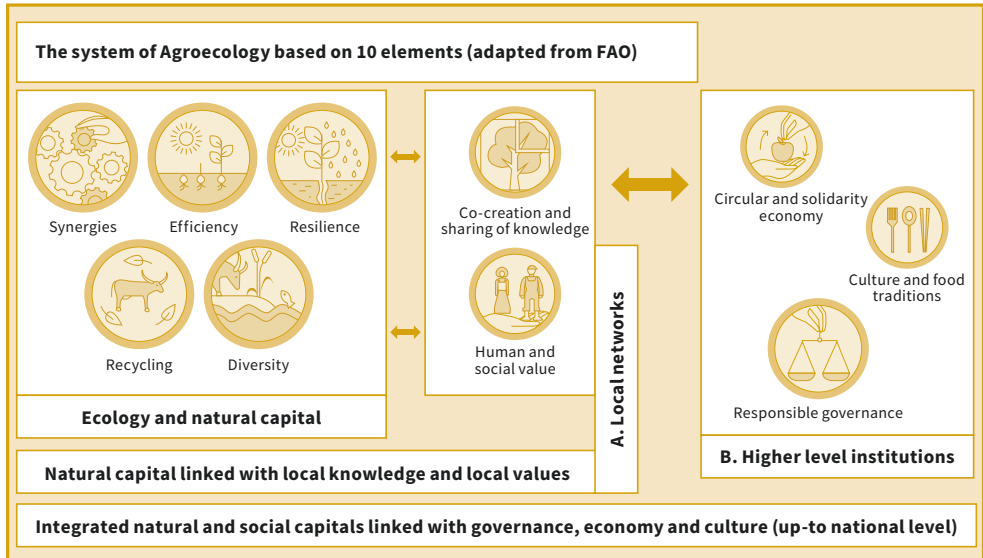 The system of Agroecology based on 10 elements (adapted from FAO)
Synergies
Efficiency
Resilience
Recycling
Diversity
Ecology and natural capital
Co-creation and
sharing of knowledge
Human and
social value
A. Local networks
Natural capital linked with local knowledge and local values
Circular and solidarity
economy
Culture and food
traditions
Responsible governance
B. Higher level institutions
Integrated natural and social capitals linked with governance, economy and culture (up-to national level)